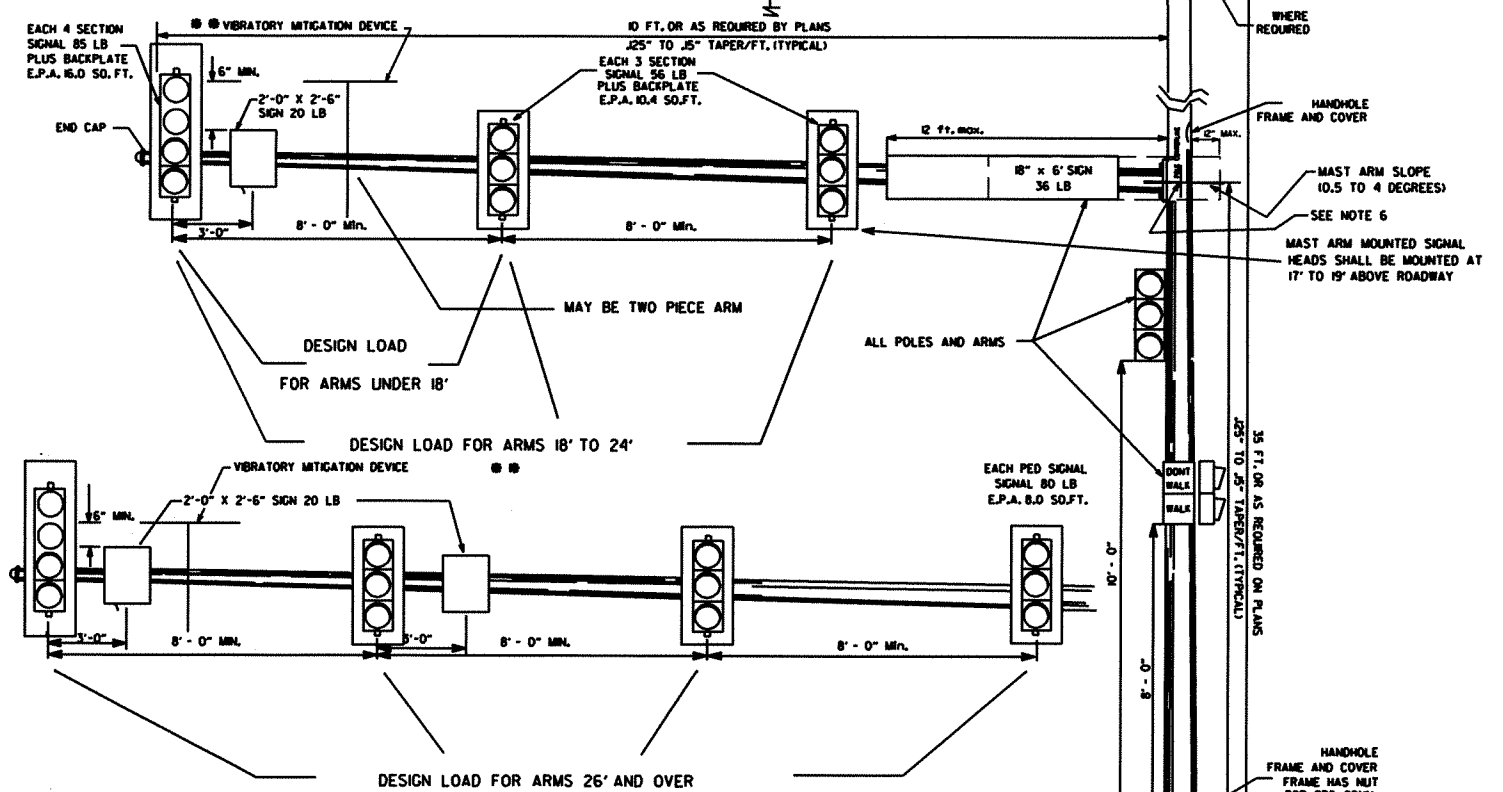 EACH 4 SECTION
SIGNAL 85 LB
PLUS BACKPLATE
E.P.A. 16.0 SQ. FT.
** VIBRATORY MITIGATION DEVICE
10 FT. OR AS REQUIRED BY PLANS
.125" TO .15" TAPER/FT. (TYPICAL)
WHERE
REQUIRED
6" MIN.
2'-0" X 2'-6"
SIGN 20 LB
END CAP
EACH 3 SECTION
SIGNAL 56 LB
PLUS BACKPLATE
E.P.A. 10.4 SQ.FT.
HANDHOLE
FRAME AND COVER
12 ft. max.
12" MAX.
18" x 6' SIGN
36 LB
MAST ARM SLOPE
(0.5 TO 4 DEGREES)
SEE NOTE 6
3'-0"
8' - 0" Min.
8' - 0" Min.
MAST ARM MOUNTED SIGNAL
HEADS SHALL BE MOUNTED AT
17' TO 19' ABOVE ROADWAY
MAY BE TWO PIECE ARM
DESIGN LOAD
FOR ARMS UNDER 18'
ALL POLES AND ARMS
DESIGN LOAD FOR ARMS 18' TO 24'
VIBRATORY MITIGATION DEVICE
**
2'-0" X 2'-6" SIGN 20 LB
6" MIN.
EACH PED SIGNAL
SIGNAL 80 LB
E.P.A. 8.0 SQ.FT.
DONT
WALK
WALK
35 FT. OR AS REQUIRED ON PLANS
.125" TO .15" TAPER/FT. (TYPICAL)
10' - 0"
8' - 0"
3'-0"
8' - 0" MIN.
8' - 0" MIN.
8' - 0" Min.
DESIGN LOAD FOR ARMS 26' AND OVER
HANDHOLE
FRAME AND COVER
FRAME HAS NUT